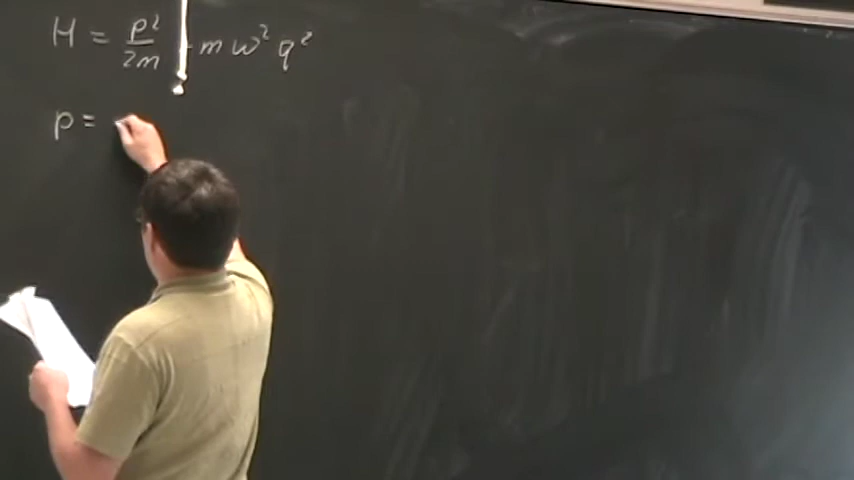 H = p²/2m + mω²q²
p =